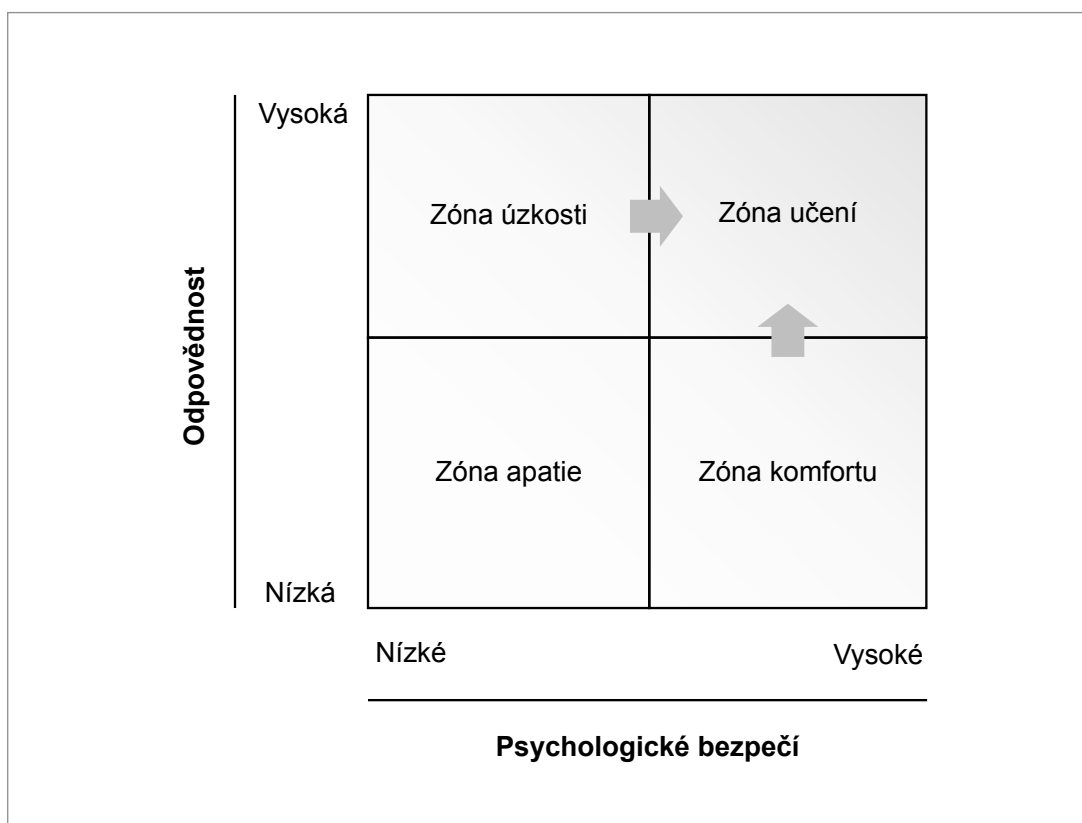 Vysoká
Zóna úzkosti
Zóna učení
Odpovědnost
Zóna apatie
Zóna komfortu
Nízká
Nízké
Vysoké
Psychologické bezpečí